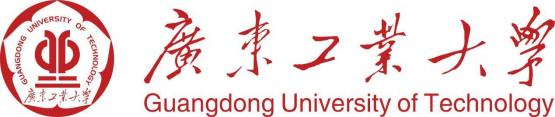 GUANGDONG UNIVERSITY OF TECHNOLOGY
廣東工業大學
廣東工業大學
Guangdong University of Technology